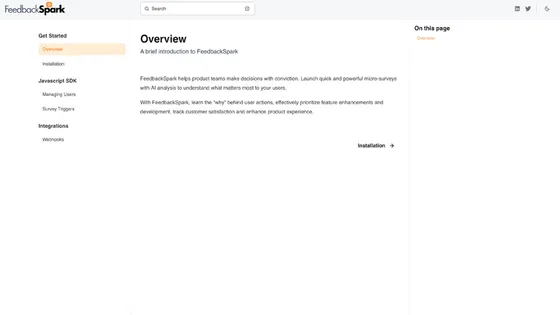 FeedbackSpark
Search
Get Started
Overview
Installation
Javascript SDK
Managing Users
Survey Triggers
Integrations
Webhooks
Overview
A brief introduction to FeedbackSpark
FeedbackSpark helps product teams make decisions with conviction. Launch quick and powerful micro-surveys
with AI analysis to understand what matters most to your users.
With FeedbackSpark, learn the "why" behind user actions, effectively prioritize feature enhancements and
development, track customer satisfaction and enhance product experience.
Installation
On this page
Overview